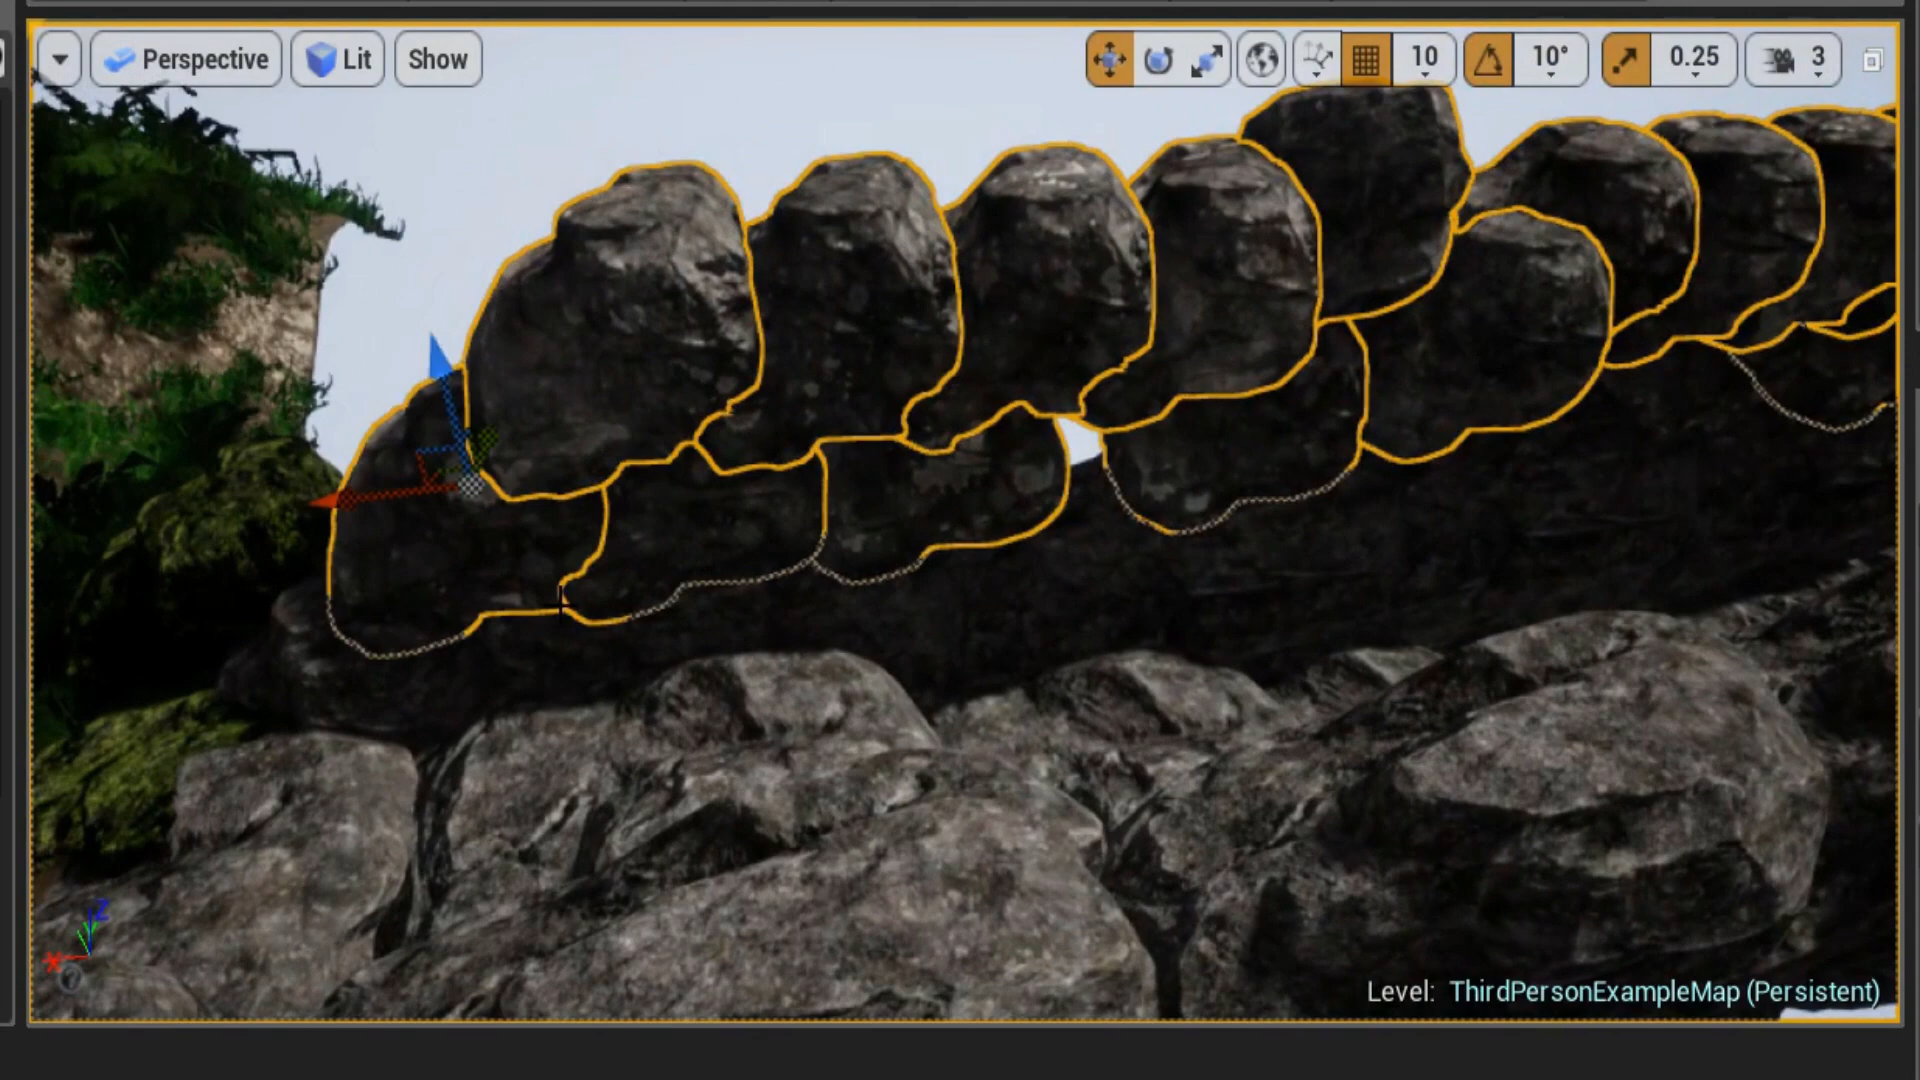 Perspective
Lit
Show
10
10°
0.25
3
Z
X
Level: ThirdPersonExampleMap (Persistent)